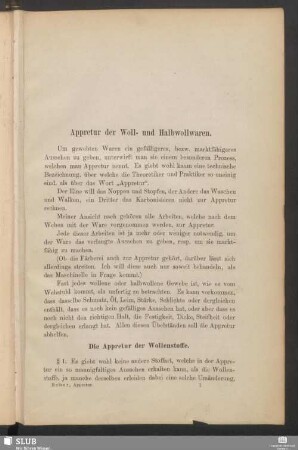 Appretur der Woll- und Halbwollwaren.
Um gewebten Waren ein gefälligeres, bezw. marktfähigeres
Aussehen zu geben, unterwirft man sie einem besonderen Prozess,
welchen man Appretur nennt. Es giebt wohl kaum eine technische
Bezeichnung, über welche die Theoretiker und Praktiker so uneinig
sind, als über das Wort „Appretur“.
Der Eine will das Noppen und Stopfen, der Andere das Waschen
und Walken, ein Dritter das Karbonisieren nicht zur Appretur
rechnen.
Meiner Ansicht nach gehören alle Arbeiten, welche nach dem
Weben mit der Ware vorgenommen werden, zur Appretur.
Jede dieser Arbeiten ist ja mehr oder weniger notwendig, um
der Ware das verlangte Aussehen zu geben, resp. um sie markt-
fähig zu machen.
(Ob die Färberei auch zur Appretur gehört, darüber lässt sich
allerdings streiten. Ich will diese auch nur soweit behandeln, als
das Maschinelle in Frage kommt.)
Fast jedes wollene oder halbwollene Gewebe ist, wie es vom
Webstuhl kommt, als unfertig zu betrachten. Es kann vorkommen,
dass dasselbe Schmutz, Öl, Leim, Stärke, Schlichte oder dergleichen
enthält, dass es noch kein gefälliges Aussehen hat, oder dass es noch
nicht den richtigen Halt, die Festigkeit, Dicke, Steifheit oder
dergleichen erlangt hat. Allen diesen Übelständen soll die Appretur
abhelfen.
Die Appretur der Wollenstoffe.
§ 1. Es giebt wohl keine andere Stoffart, welche in der Appre-
tur ein so mannigfaltiges Aussehen erhalten kann, als die Wollen-
stoffe, ja manche derselben erleiden dabei eine solche Umänderung,
Appretur. 1
SLUB
Wir führen Wissen.